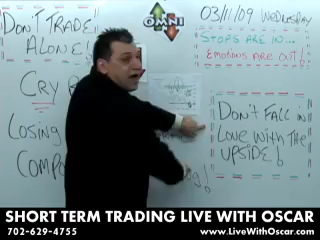 DON'T TRADE
ALONE!
OMNI
03/11/09 WEDNESDAY
STOPS ARE IN...
EMOTIONS ARE OUT!
CRY
LOSING
COMPO
DON'T FALL IN
LOVE WITH THE
UPSIDE!
SHORT TERM TRADING LIVE WITH OSCAR
702-629-4755
www.LiveWithOscar.com